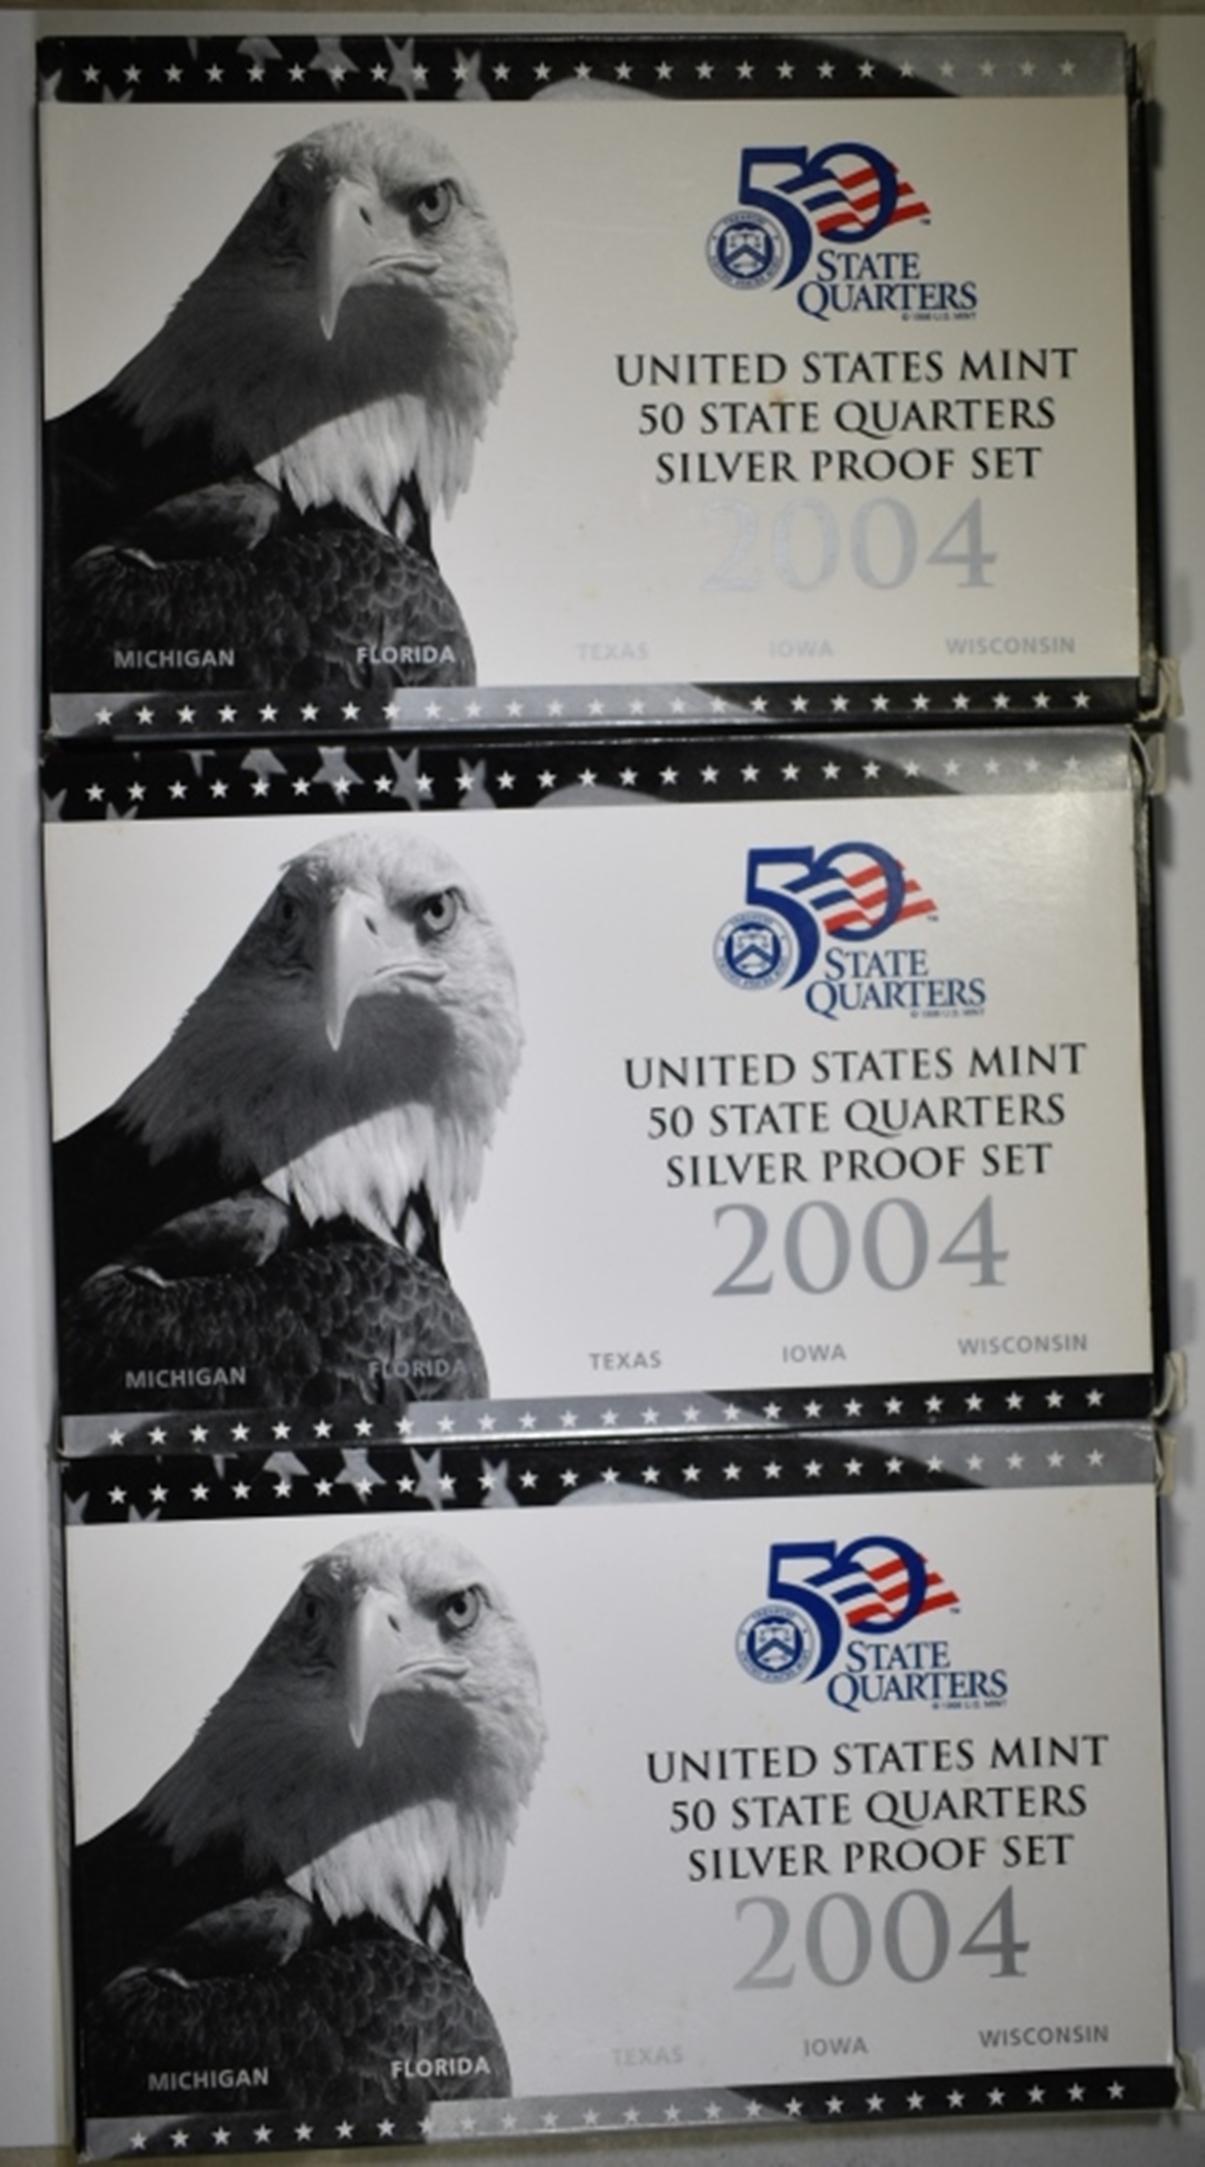 50
STATE
QUARTERS
UNITED STATES MINT
50 STATE QUARTERS
SILVER PROOF SET
2004
MICHIGAN FLORIDA TEXAS IOWA WISCONSIN
50
STATE
QUARTERS
UNITED STATES MINT
50 STATE QUARTERS
SILVER PROOF SET
2004
MICHIGAN FLORIDA TEXAS IOWA WISCONSIN
50
STATE
QUARTERS
UNITED STATES MINT
50 STATE QUARTERS
SILVER PROOF SET
2004
MICHIGAN FLORIDA TEXAS IOWA WISCONSIN